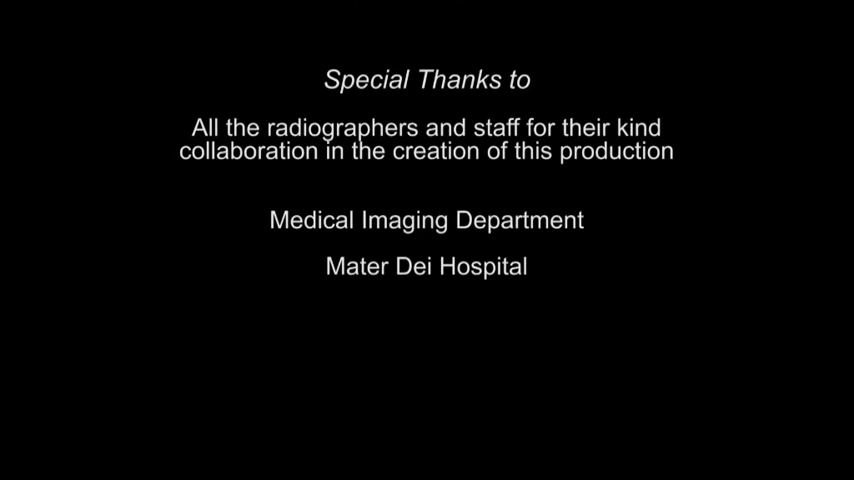 Special Thanks to
All the radiographers and staff for their kind
collaboration in the creation of this production
Medical Imaging Department
Mater Dei Hospital